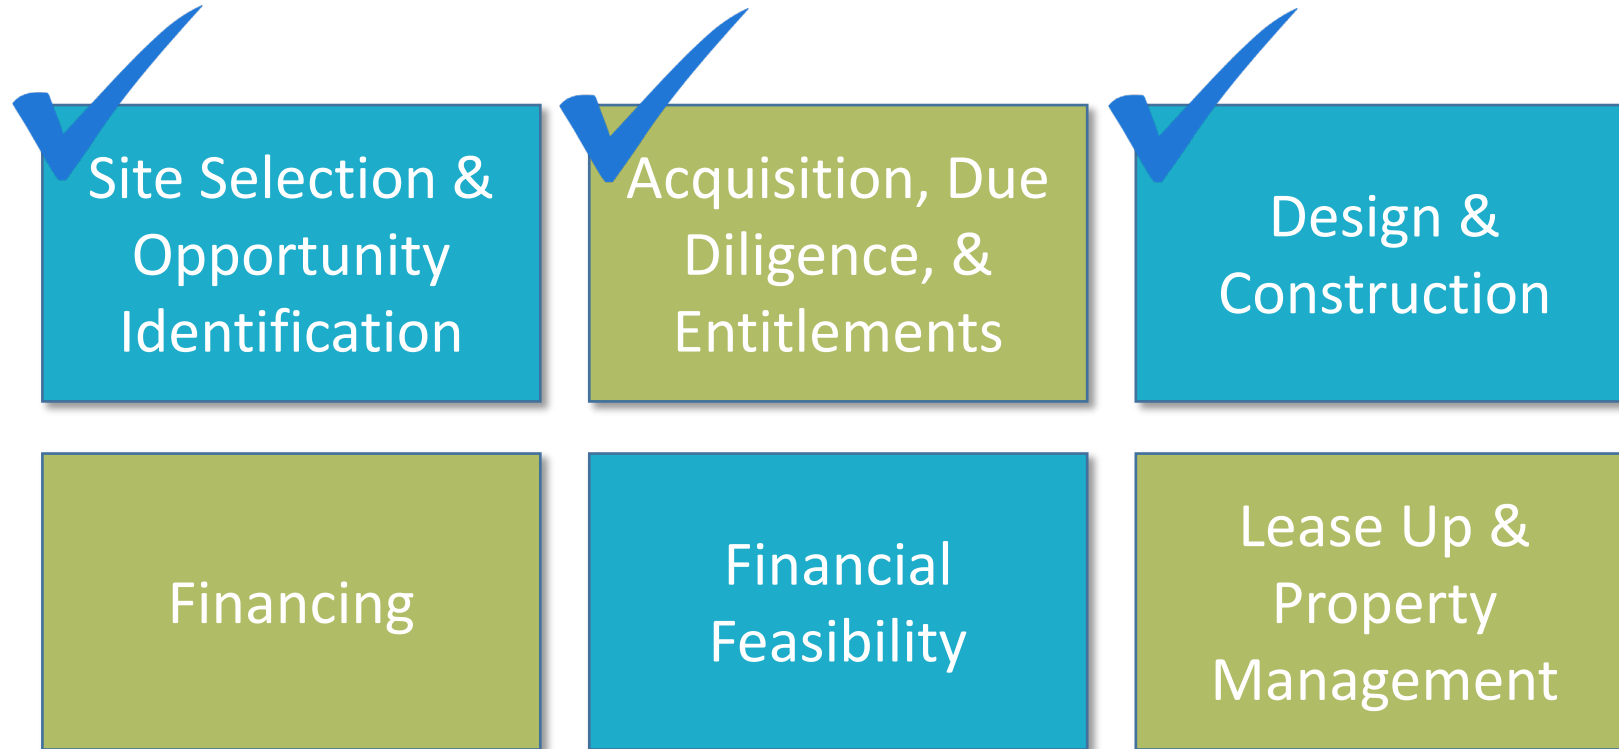 Site Selection &
Opportunity
Identification
Acquisition, Due
Diligence, &
Entitlements
Design &
Construction
Financing
Financial
Feasibility
Lease Up &
Property
Management